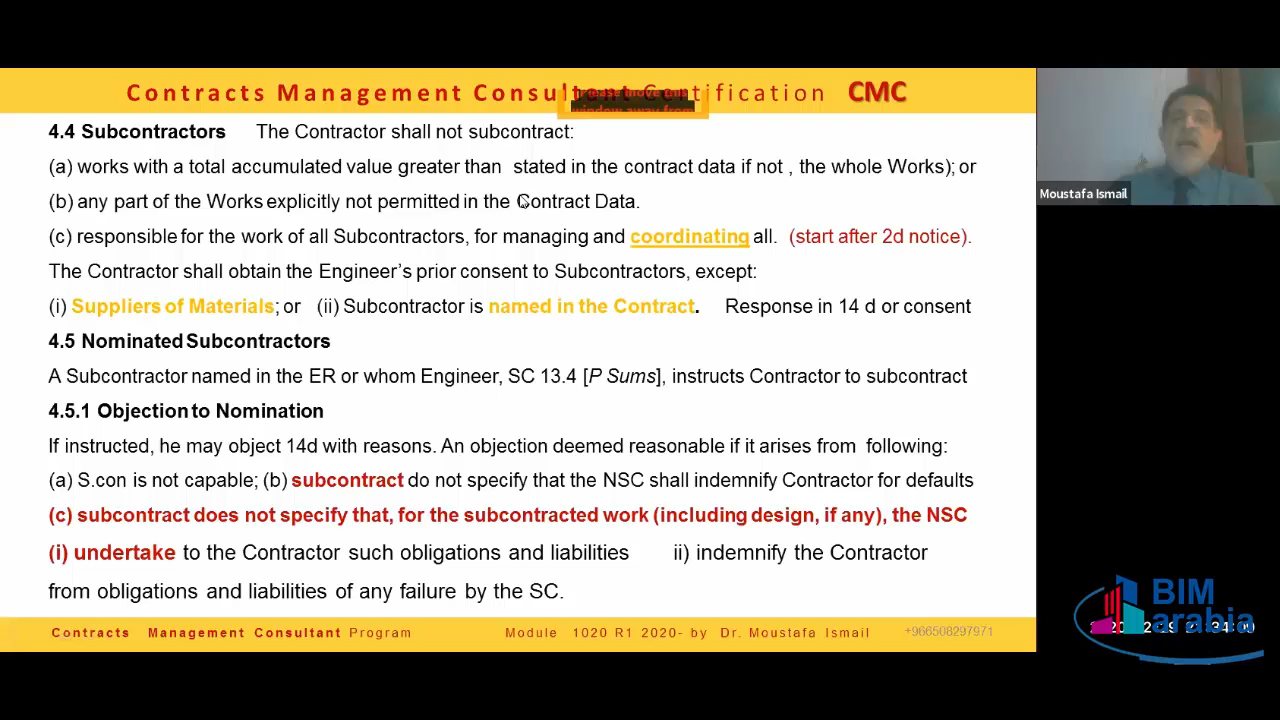 Contracts Management Consultant Certification CMC
4.4 Subcontractors The Contractor shall not subcontract:
(a) works with a total accumulated value greater than stated in the contract data if not , the whole Works); or
(b) any part of the Works explicitly not permitted in the Contract Data.
(c) responsible for the work of all Subcontractors, for managing and coordinating all. (start after 2d notice).
The Contractor shall obtain the Engineer's prior consent to Subcontractors, except:
(i) Suppliers of Materials; or (ii) Subcontractor is named in the Contract. Response in 14 d or consent
4.5 Nominated Subcontractors
A Subcontractor named in the ER or whom Engineer, SC 13.4 [P Sums], instructs Contractor to subcontract
4.5.1 Objection to Nomination
If instructed, he may object 14d with reasons. An objection deemed reasonable if it arises from following:
(a) S.con is not capable; (b) subcontract do not specify that the NSC shall indemnify Contractor for defaults
(c) subcontract does not specify that, for the subcontracted work (including design, if any), the NSC
(i) undertake to the Contractor such obligations and liabilities ii) indemnify the Contractor
from obligations and liabilities of any failure by the SC.
Contracts Management Consultant Program Module 1020 R1 2020- by Dr. Moustafa Ismail +966508297971
Moustafa Ismail
BIM
arabia